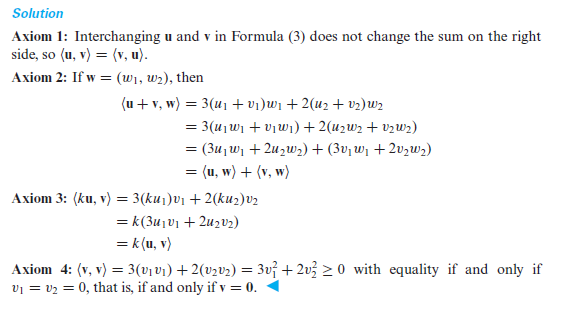 Solution
Axiom 1: Interchanging u and v in Formula (3) does not change the sum on the right
side, so ⟨u, v⟩ = ⟨v, u⟩.
Axiom 2: If w = (w₁, w₂), then
⟨u + v, w⟩ = 3(u₁ + v₁)w₁ + 2(u₂ + v₂)w₂
= 3(u₁w₁ + v₁w₁) + 2(u₂w₂ + v₂w₂)
= (3u₁w₁ + 2u₂w₂) + (3v₁w₁ + 2v₂w₂)
= ⟨u, w⟩ + ⟨v, w⟩
Axiom 3: ⟨ku, v⟩ = 3(ku₁)v₁ + 2(ku₂)v₂
= k(3u₁v₁ + 2u₂v₂)
= k⟨u, v⟩
Axiom 4: ⟨v, v⟩ = 3(v₁v₁) + 2(v₂v₂) = 3v₁² + 2v₂² ≥ 0 with equality if and only if
v₁ = v₂ = 0, that is, if and only if v = 0. ◀